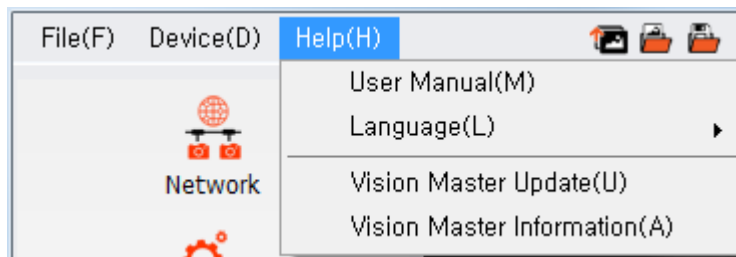 File(F) Device(D) Help(H)
User Manual(M)
Language(L)
Network
Vision Master Update(U)
Vision Master Information(A)